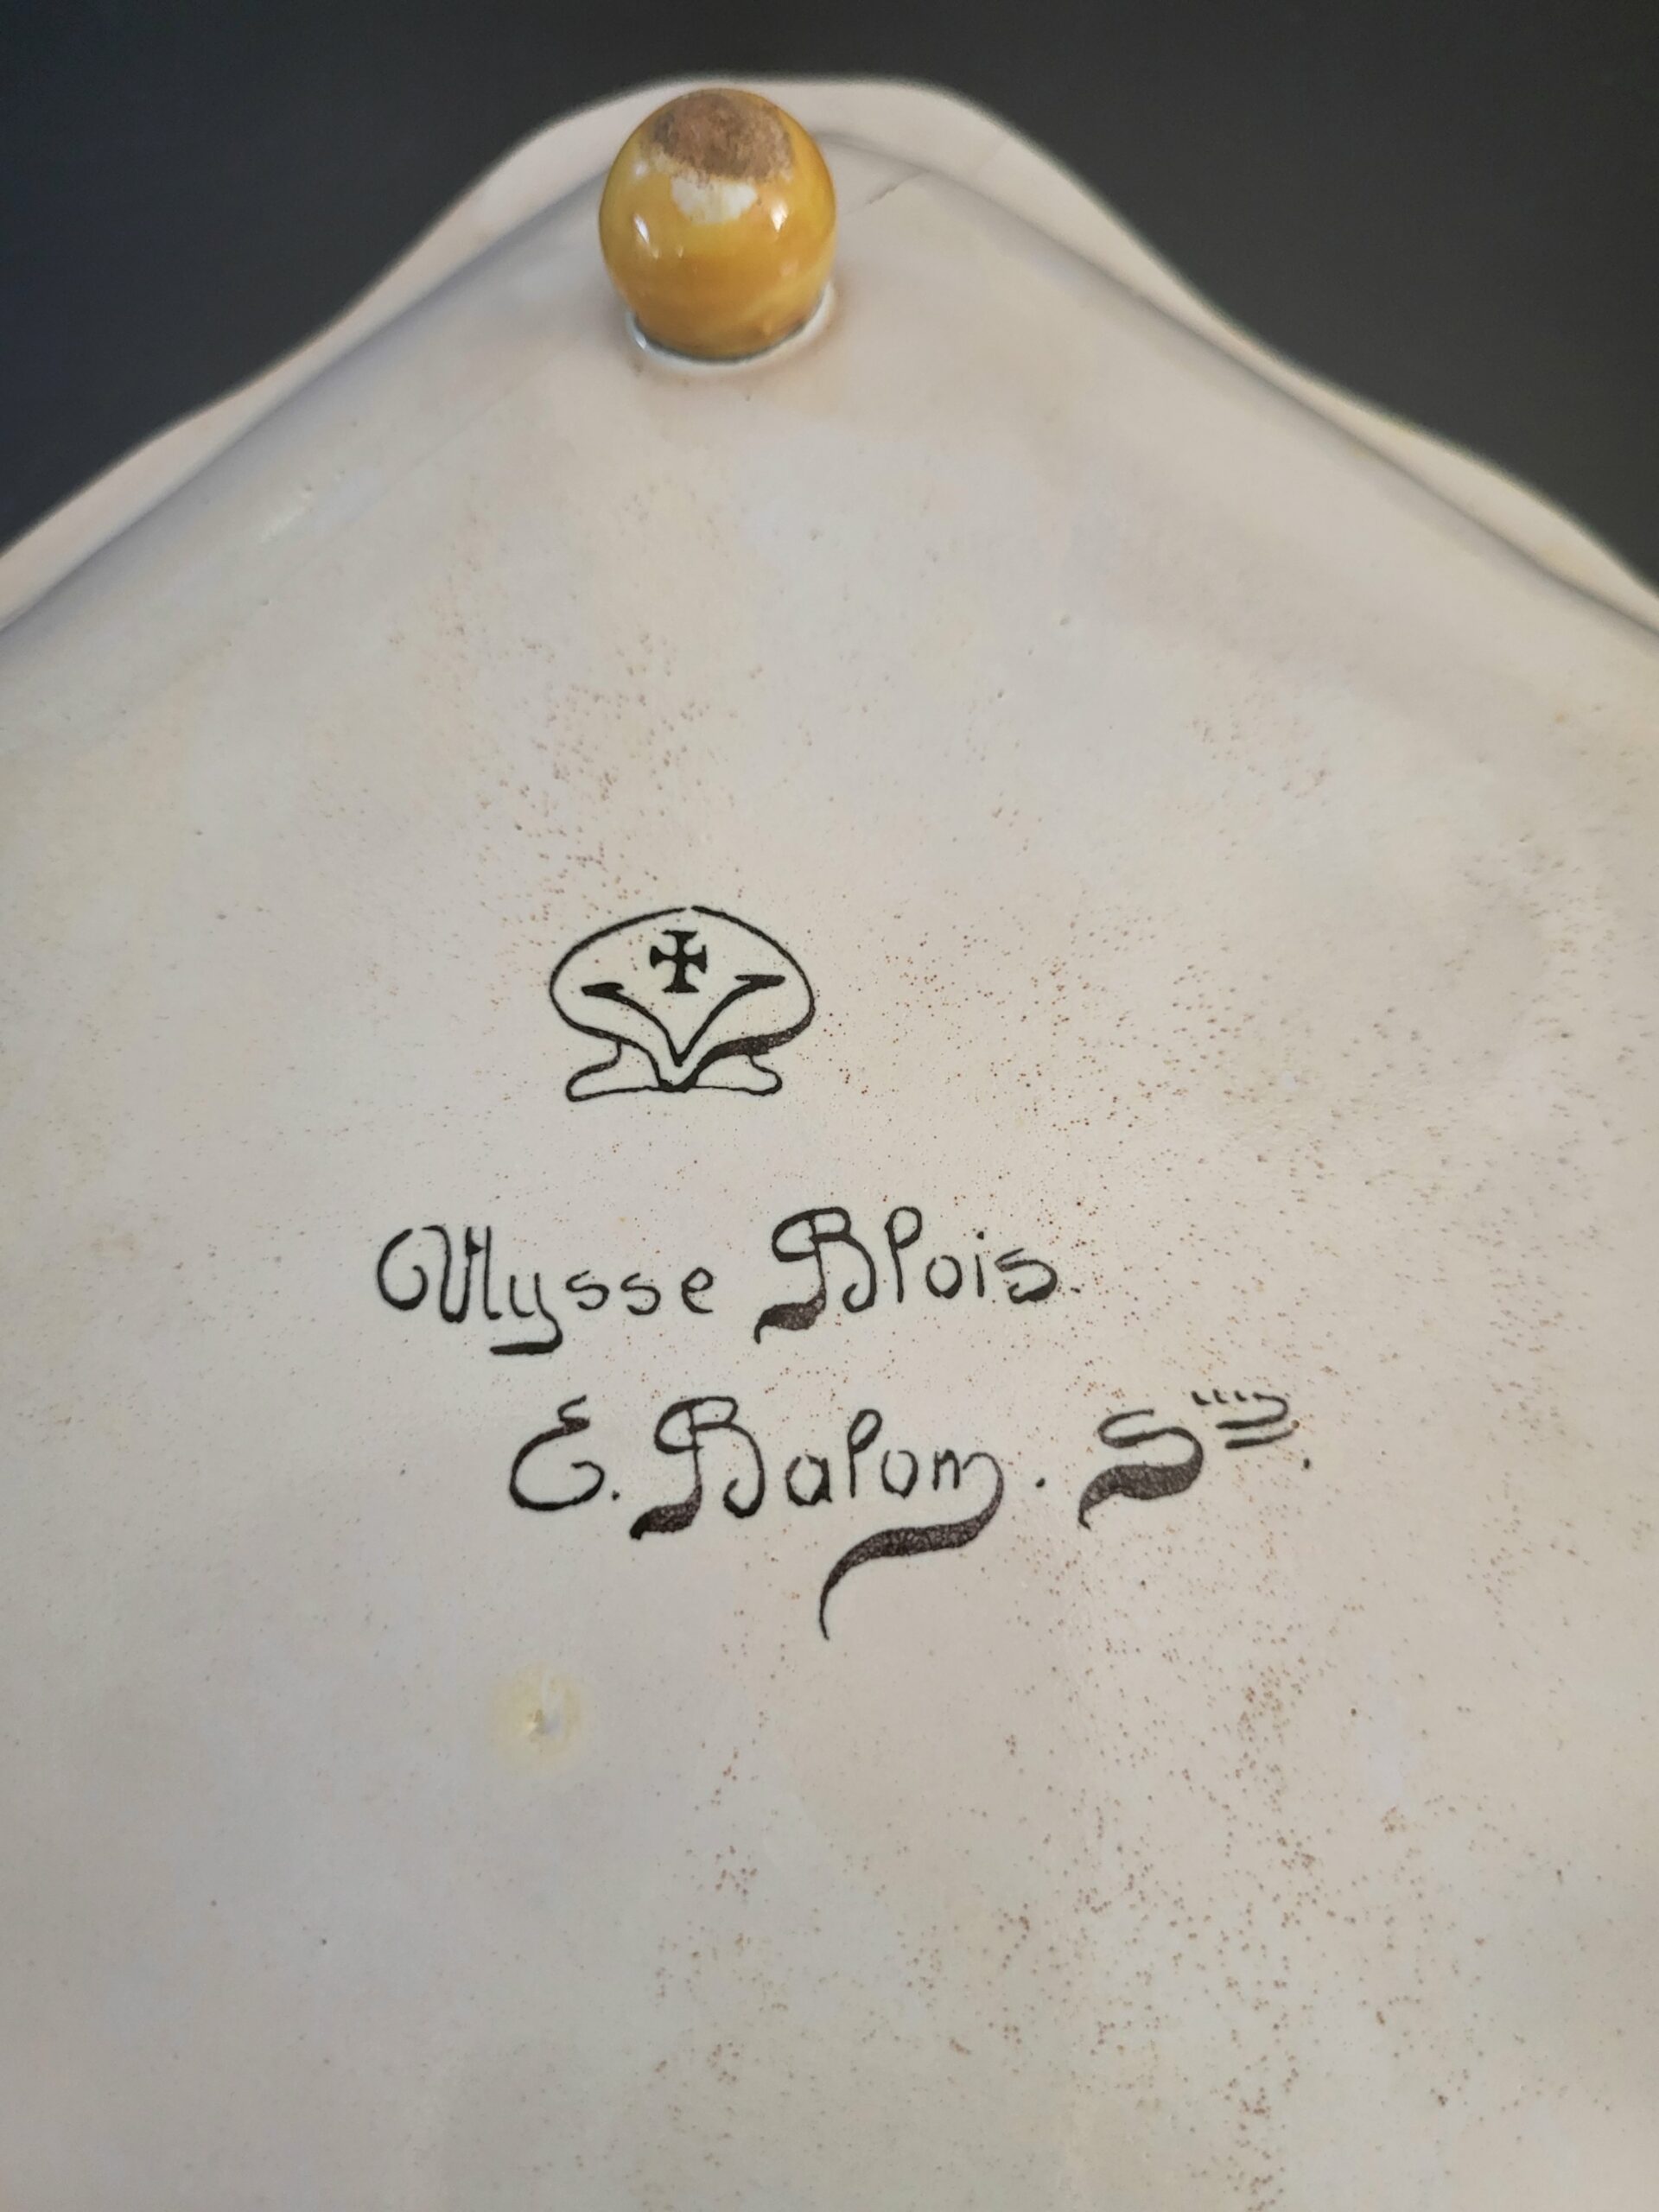 Ulysse Blois
E. Balon. Sr.